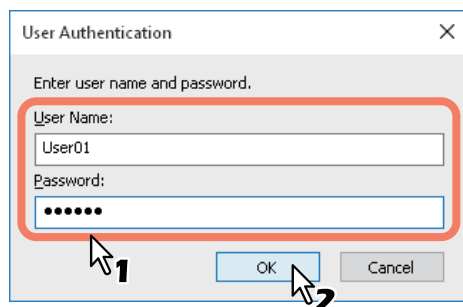 User Authentication
Enter user name and password.
User Name:
User01
Password:
●●●●●●
1
OK
Cancel
2